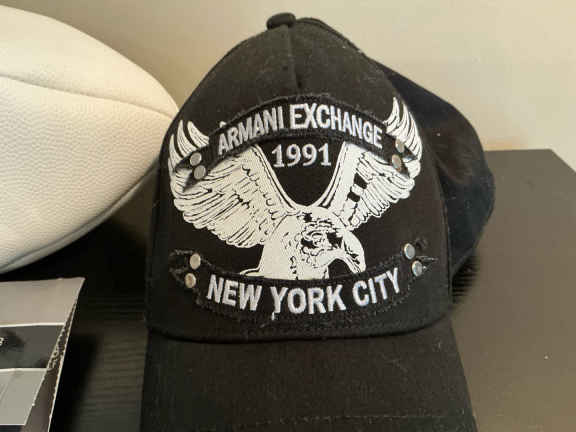 ARMANI EXCHANGE
1991
NEW YORK CITY